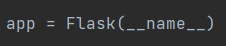 app = Flask(__name__)